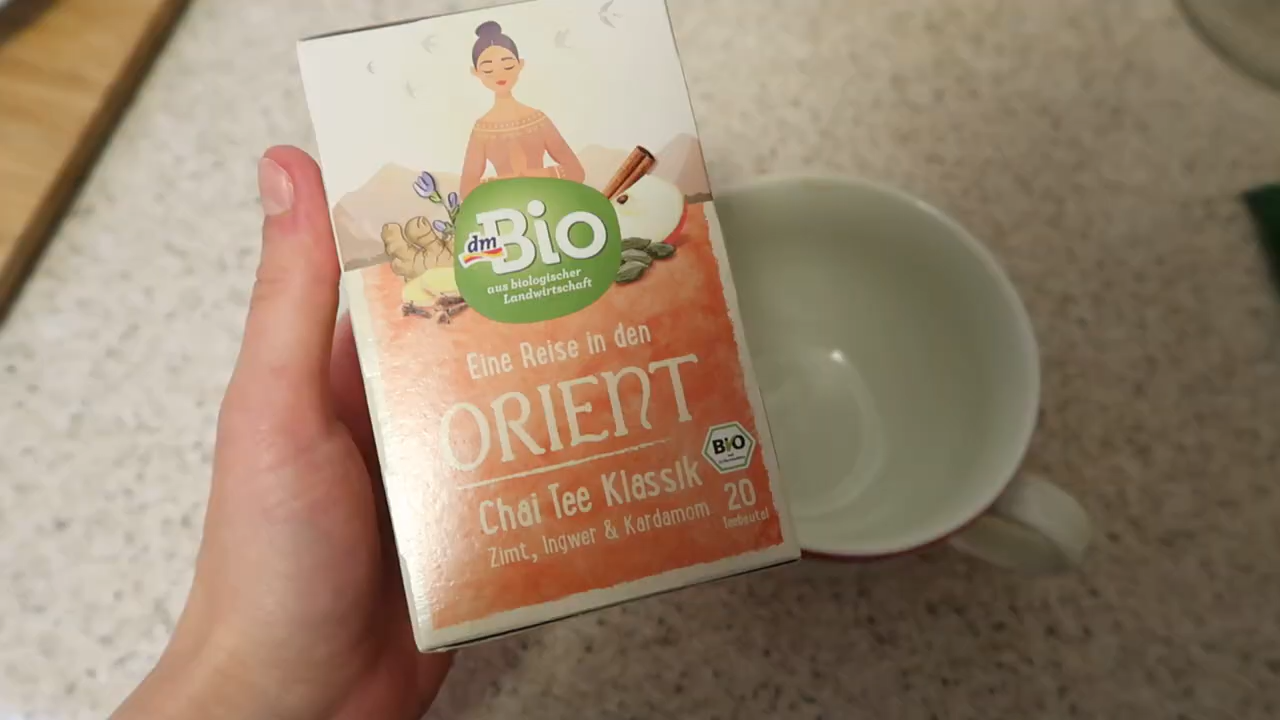 dm Bio
aus biologischer
Landwirtschaft
Eine Reise in den
ORIENT
BIO
Chai Tee Klassik
Zimt, Ingwer & Kardamom
20
Teebeutel